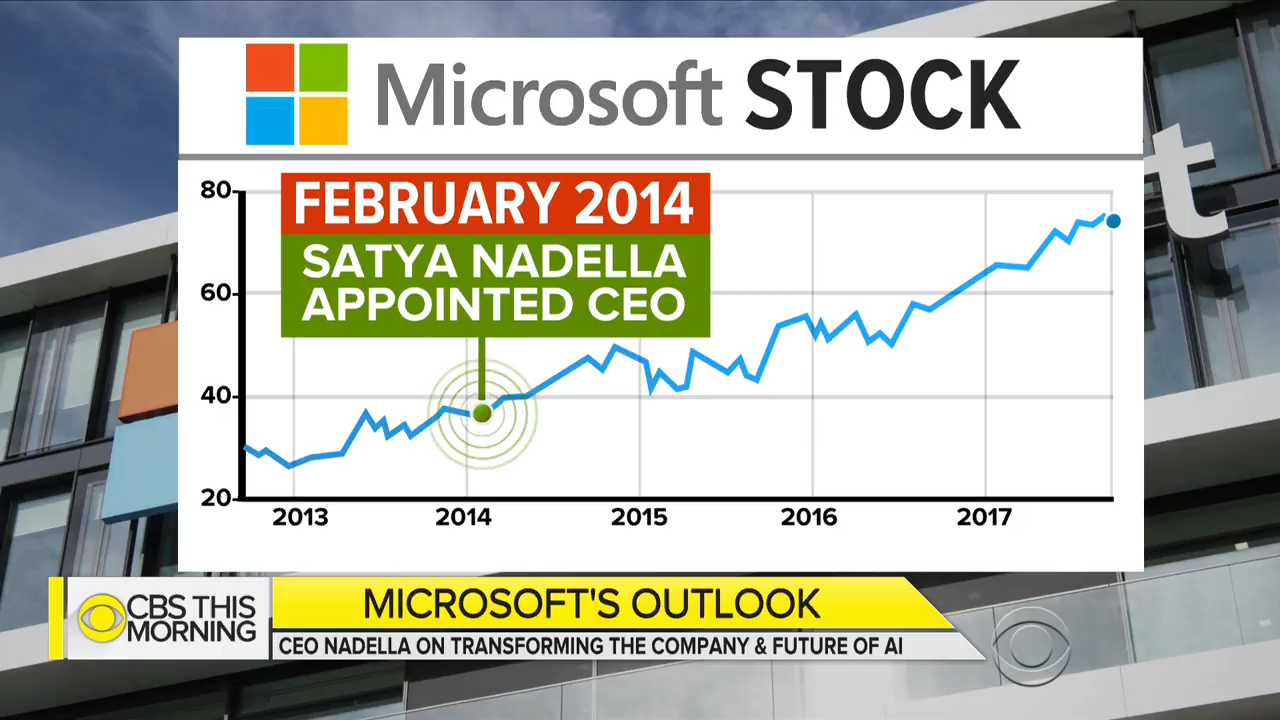 Microsoft STOCK
FEBRUARY 2014
SATYA NADELLA
APPOINTED CEO
80
60
40
20
2013 2014 2015 2016 2017
t
MICROSOFT'S OUTLOOK
CBS THIS
MORNING
CEO NADELLA ON TRANSFORMING THE COMPANY & FUTURE OF AI